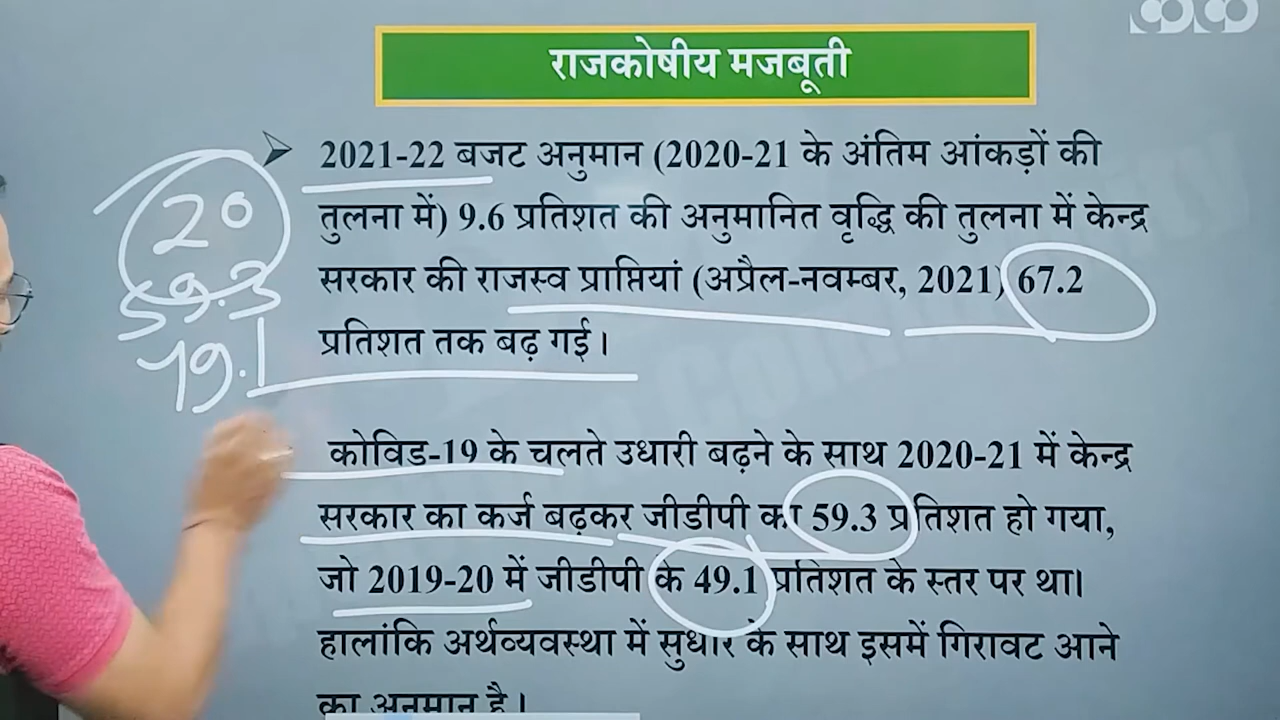 राजकोषीय मजबूती
2021-22 बजट अनुमान (2020-21 के अंतिम आंकड़ों की
तुलना में) 9.6 प्रतिशत की अनुमानित वृद्धि की तुलना में केन्द्र
सरकार की राजस्व प्राप्तियां (अप्रैल-नवम्बर, 2021) 67.2
प्रतिशत तक बढ़ गई।
20
59.3
49.1
कोविड-19 के चलते उधारी बढ़ने के साथ 2020-21 में केन्द्र
सरकार का कर्ज बढ़कर जीडीपी का 59.3 प्रतिशत हो गया,
जो 2019-20 में जीडीपी के 49.1 प्रतिशत के स्तर पर था।
हालांकि अर्थव्यवस्था में सुधार के साथ इसमें गिरावट आने
का अनुमान है।